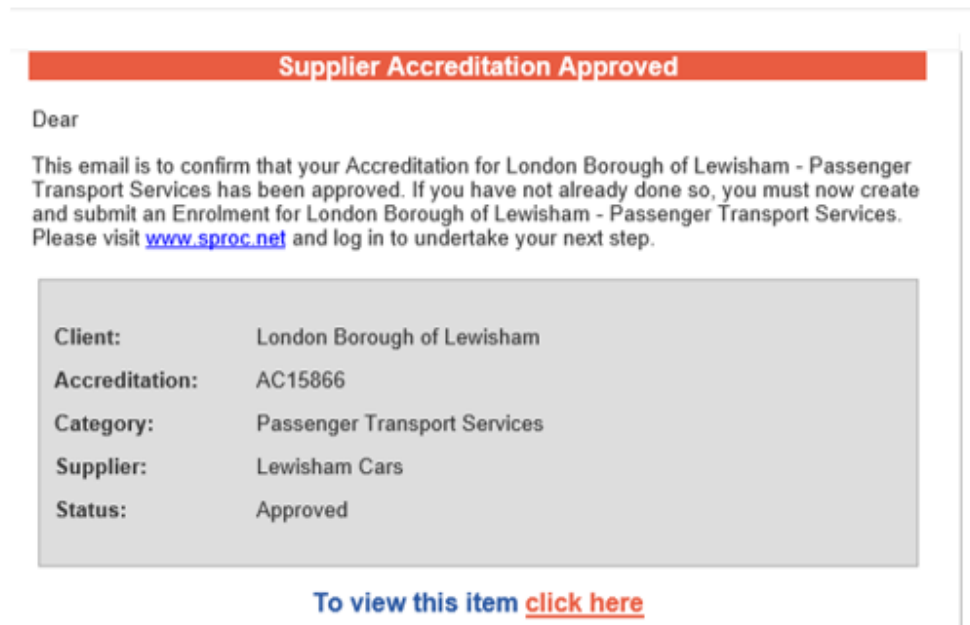 Supplier Accreditation Approved
Dear
This email is to confirm that your Accreditation for London Borough of Lewisham - Passenger
Transport Services has been approved. If you have not already done so, you must now create
and submit an Enrolment for London Borough of Lewisham - Passenger Transport Services.
Please visit www.sproc.net and log in to undertake your next step.
Client: London Borough of Lewisham
Accreditation: AC15866
Category: Passenger Transport Services
Supplier: Lewisham Cars
Status: Approved
To view this item click here